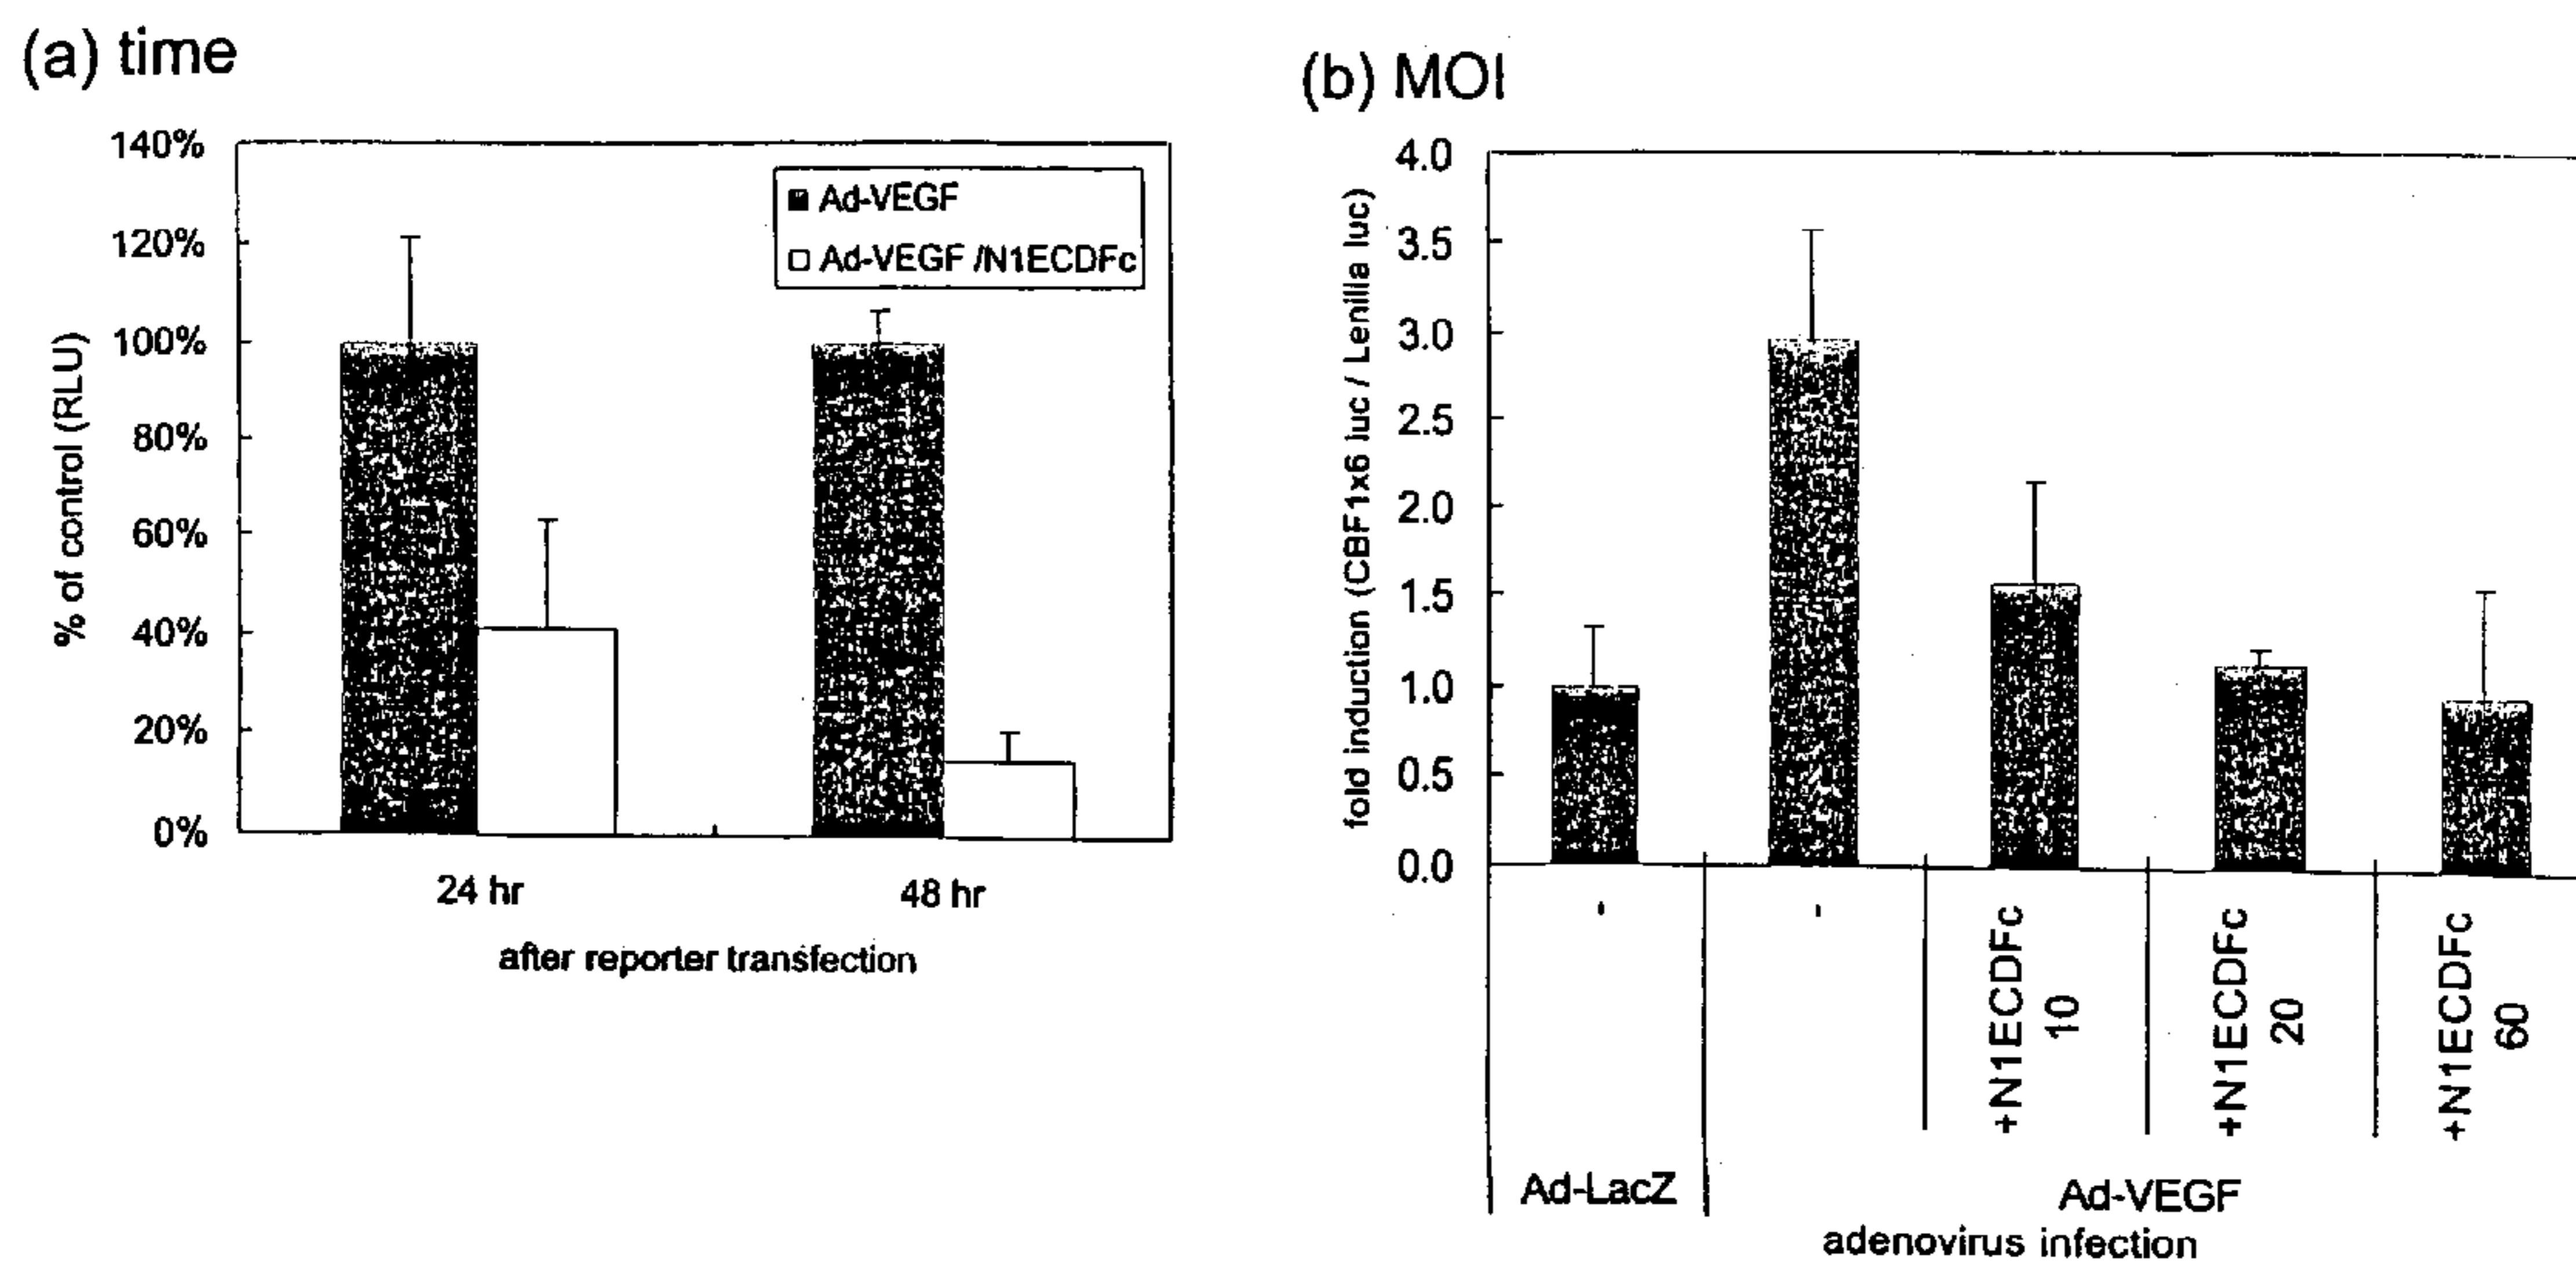 (a) time
140%
120%
100%
80%
60%
40%
20%
0%
% of control (RLU)
Ad-VEGF
Ad-VEGF /N1ECDFc
24 hr
48 hr
after reporter transfection
(b) MOI
4.0
3.5
3.0
2.5
2.0
1.5
1.0
0.5
0.0
fold induction (CBF1x6 luc / Lenilla luc)
-
-
+N1ECDFc
10
+N1ECDFc
20
+N1ECDFc
60
Ad-LacZ
Ad-VEGF
adenovirus infection